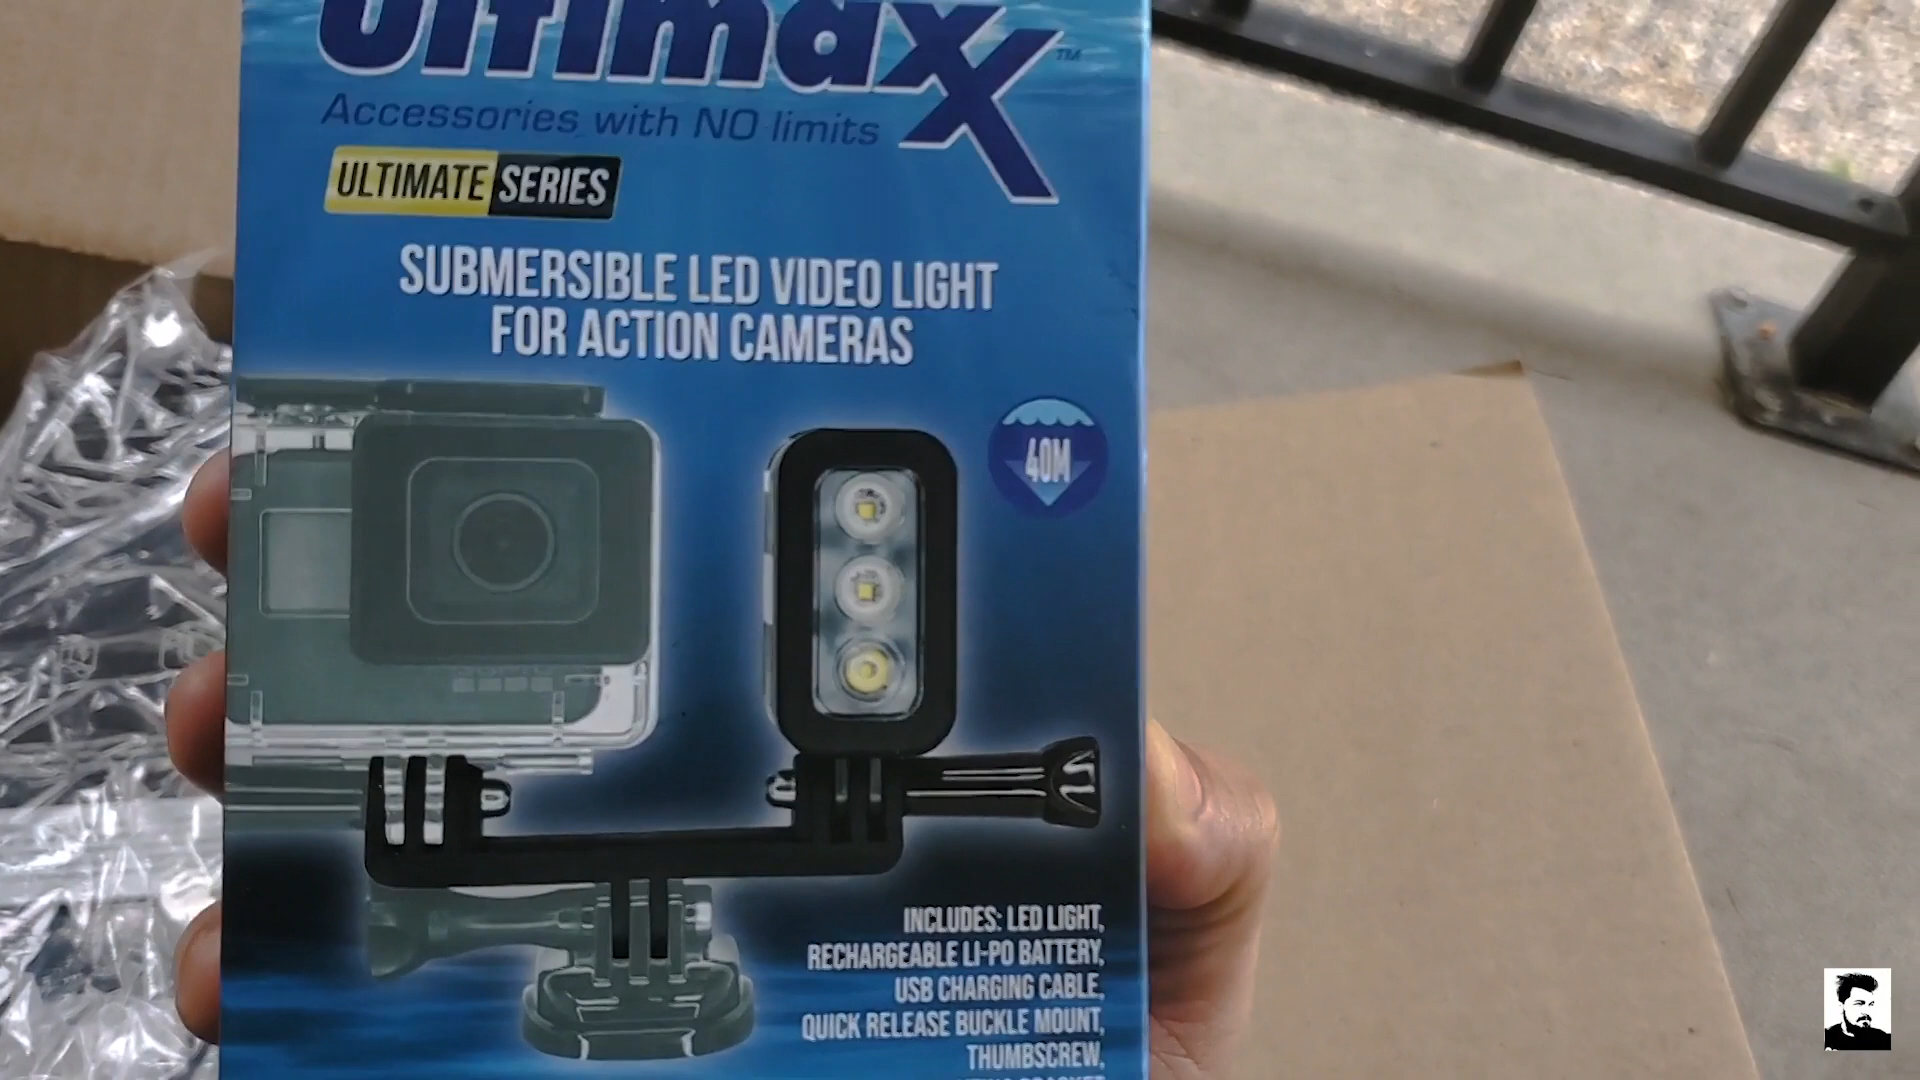 Ultimaxx™
Accessories with NO limits
ULTIMATE SERIES
SUBMERSIBLE LED VIDEO LIGHT
FOR ACTION CAMERAS
40M
INCLUDES: LED LIGHT,
RECHARGEABLE LI-PO BATTERY,
USB CHARGING CABLE,
QUICK RELEASE BUCKLE MOUNT,
THUMBSCREW,